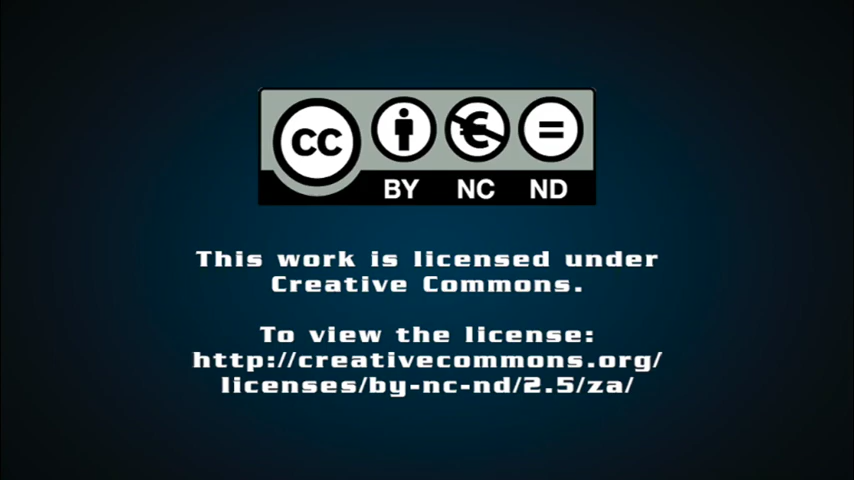 CC
BY NC ND
This work is licensed under
Creative Commons.
To view the license:
http://creativecommons.org/
licenses/by-nc-nd/2.5/za/